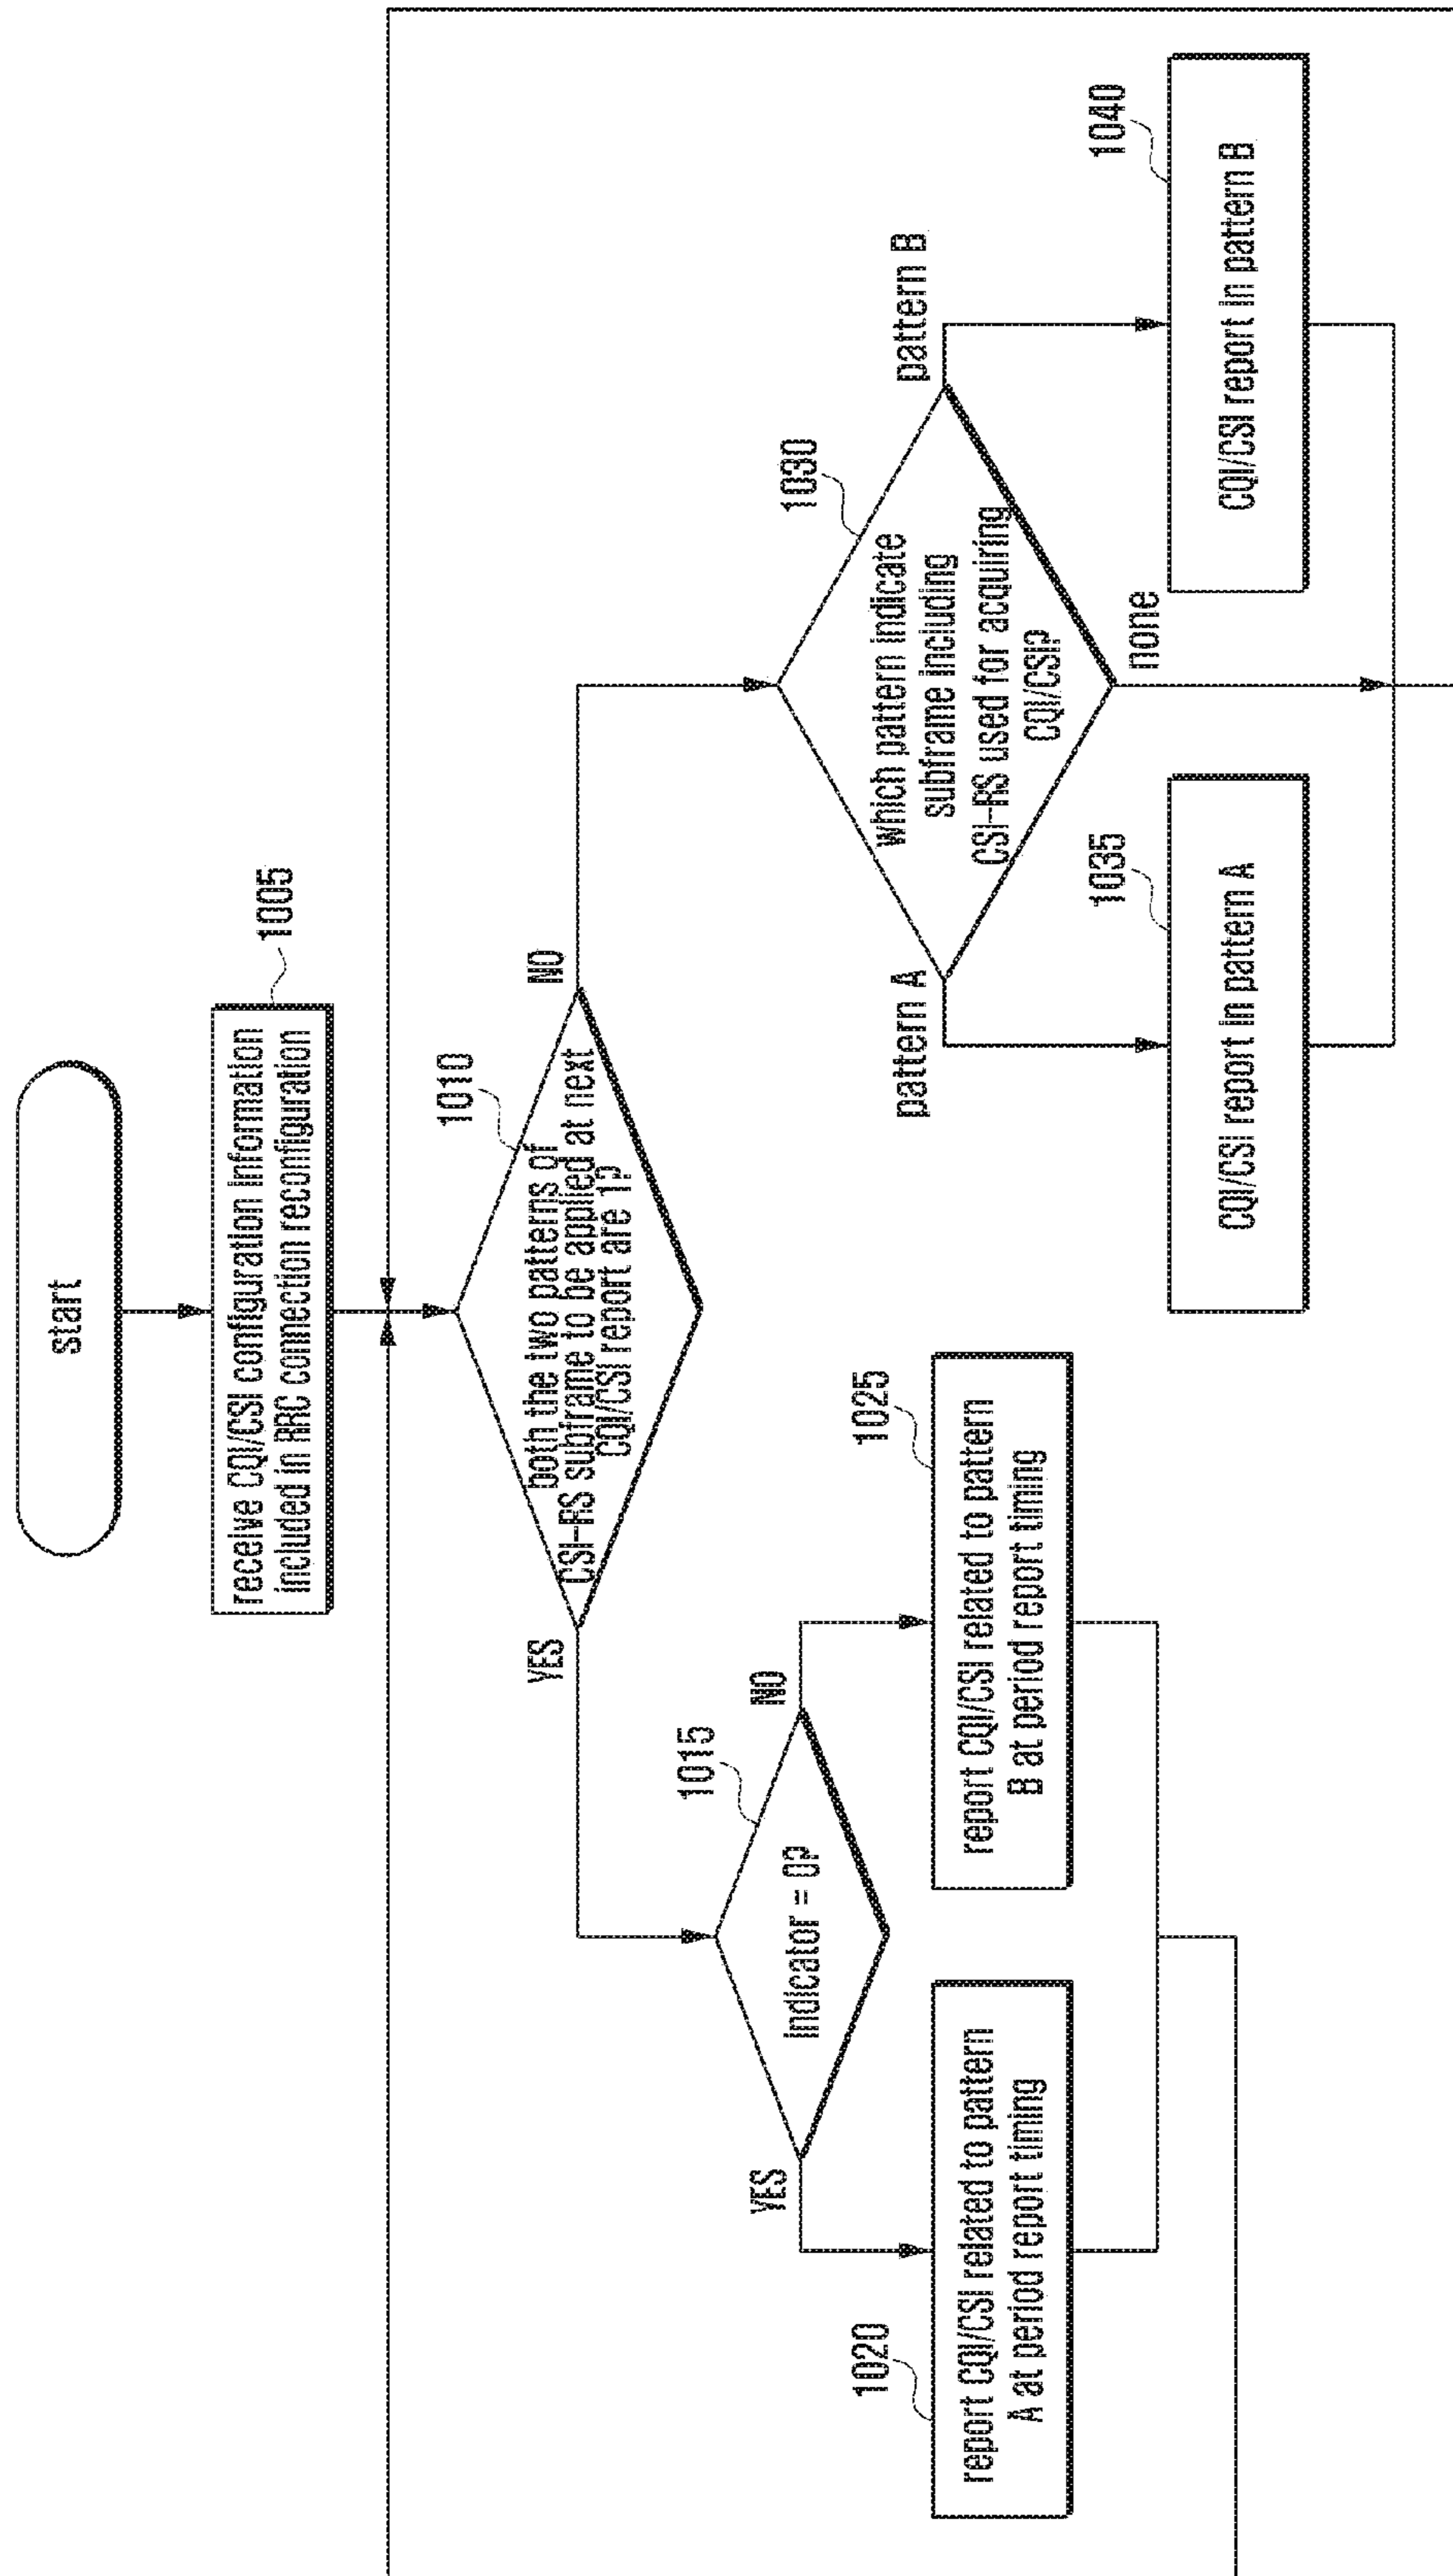 start
1005
receive CQI/CSI configuration information
included in RRC connection reconfiguration
1010
both the two patterns of
CSI-RS subframe to be applied at next
CQI/CSI report are 1?
YES
NO
1015
indicator = 0?
YES
NO
1020
report CQI/CSI related to pattern
A at period report timing
1025
report CQI/CSI related to pattern
B at period report timing
1030
which pattern indicate
subframe including
CSI-RS used for acquiring
CQI/CSI?
pattern A
pattern B
none
1035
CQI/CSI report in pattern A
1040
CQI/CSI report in pattern B